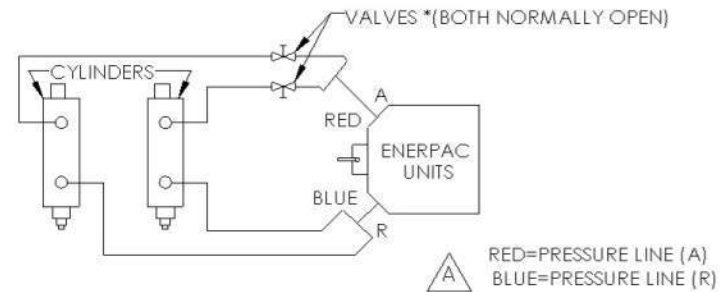 VALVES *(BOTH NORMALLY OPEN)
CYLINDERS
A
RED
ENERPAC
UNITS
BLUE
R
A
RED=PRESSURE LINE (A)
BLUE=PRESSURE LINE (R)